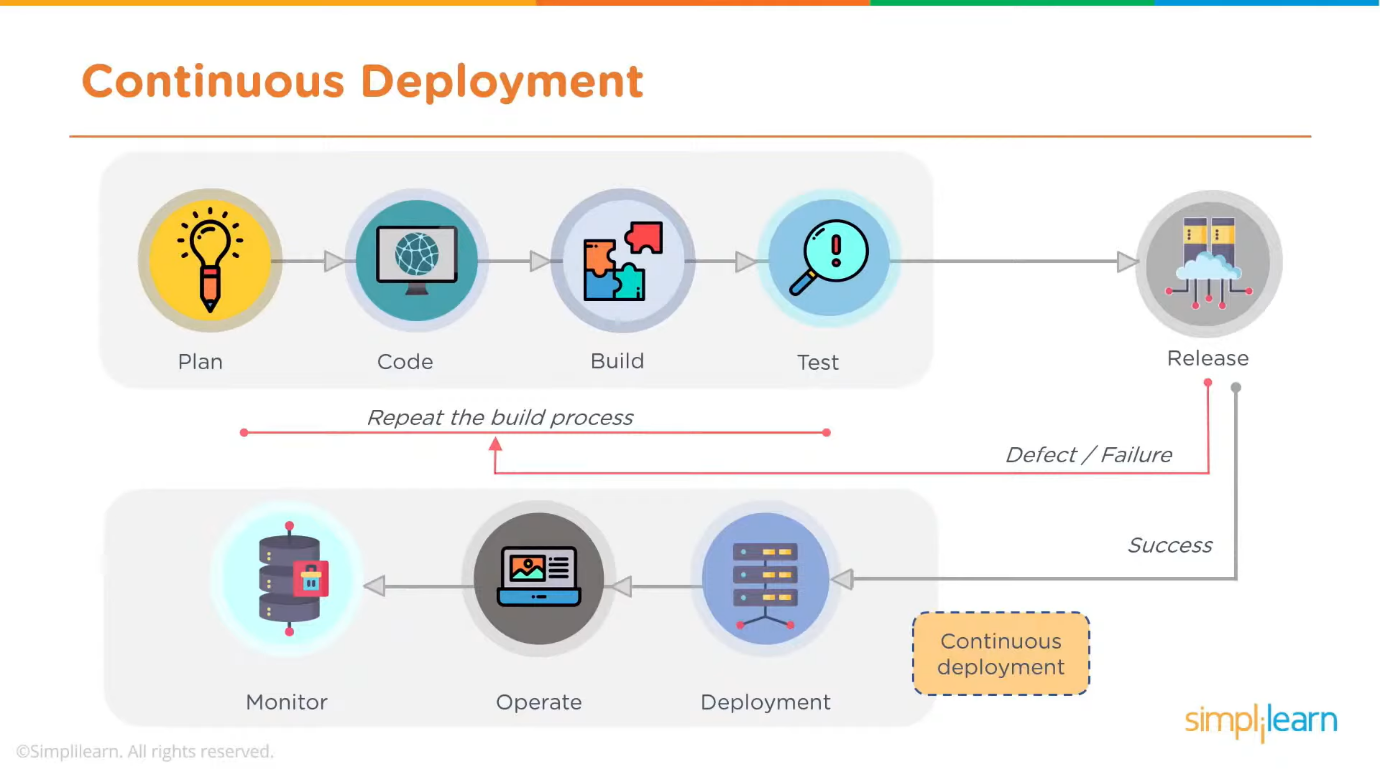 Continuous Deployment
Plan
Code
Build
Test
Release
Repeat the build process
Defect / Failure
Success
Monitor
Operate
Deployment
Continuous
deployment
simplilearn
©Simplilearn. All rights reserved.